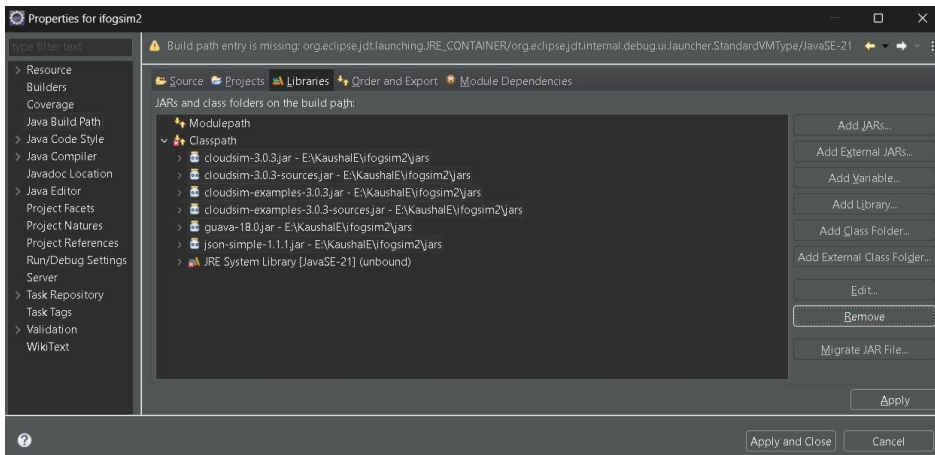 Properties for ifogsim2
type filter text
Build path entry is missing: org.eclipse.jdt.launching.JRE_CONTAINER/org.eclipse.jdt.internal.debug.ui.launcher.StandardVMType/JavaSE-21
Resource
Builders
Coverage
Java Build Path
Java Code Style
Java Compiler
Javadoc Location
Java Editor
Project Facets
Project Natures
Project References
Run/Debug Settings
Server
Task Repository
Task Tags
Validation
WikiText
Source Projects Libraries Order and Export Module Dependencies
JARs and class folders on the build path:
Modulepath
Classpath
cloudsim-3.0.3.jar - E:\KaushalE\ifogsim2\jars
cloudsim-3.0.3-sources.jar - E:\KaushalE\ifogsim2\jars
cloudsim-examples-3.0.3.jar - E:\KaushalE\ifogsim2\jars
cloudsim-examples-3.0.3-sources.jar - E:\KaushalE\ifogsim2\jars
guava-18.0.jar - E:\KaushalE\ifogsim2\jars
json-simple-1.1.1.jar - E:\KaushalE\ifogsim2\jars
JRE System Library [JavaSE-21] (unbound)
Add JARs...
Add External JARs...
Add Variable...
Add Library...
Add Class Folder...
Add External Class Folder...
Edit...
Remove
Migrate JAR File...
Apply
Apply and Close Cancel